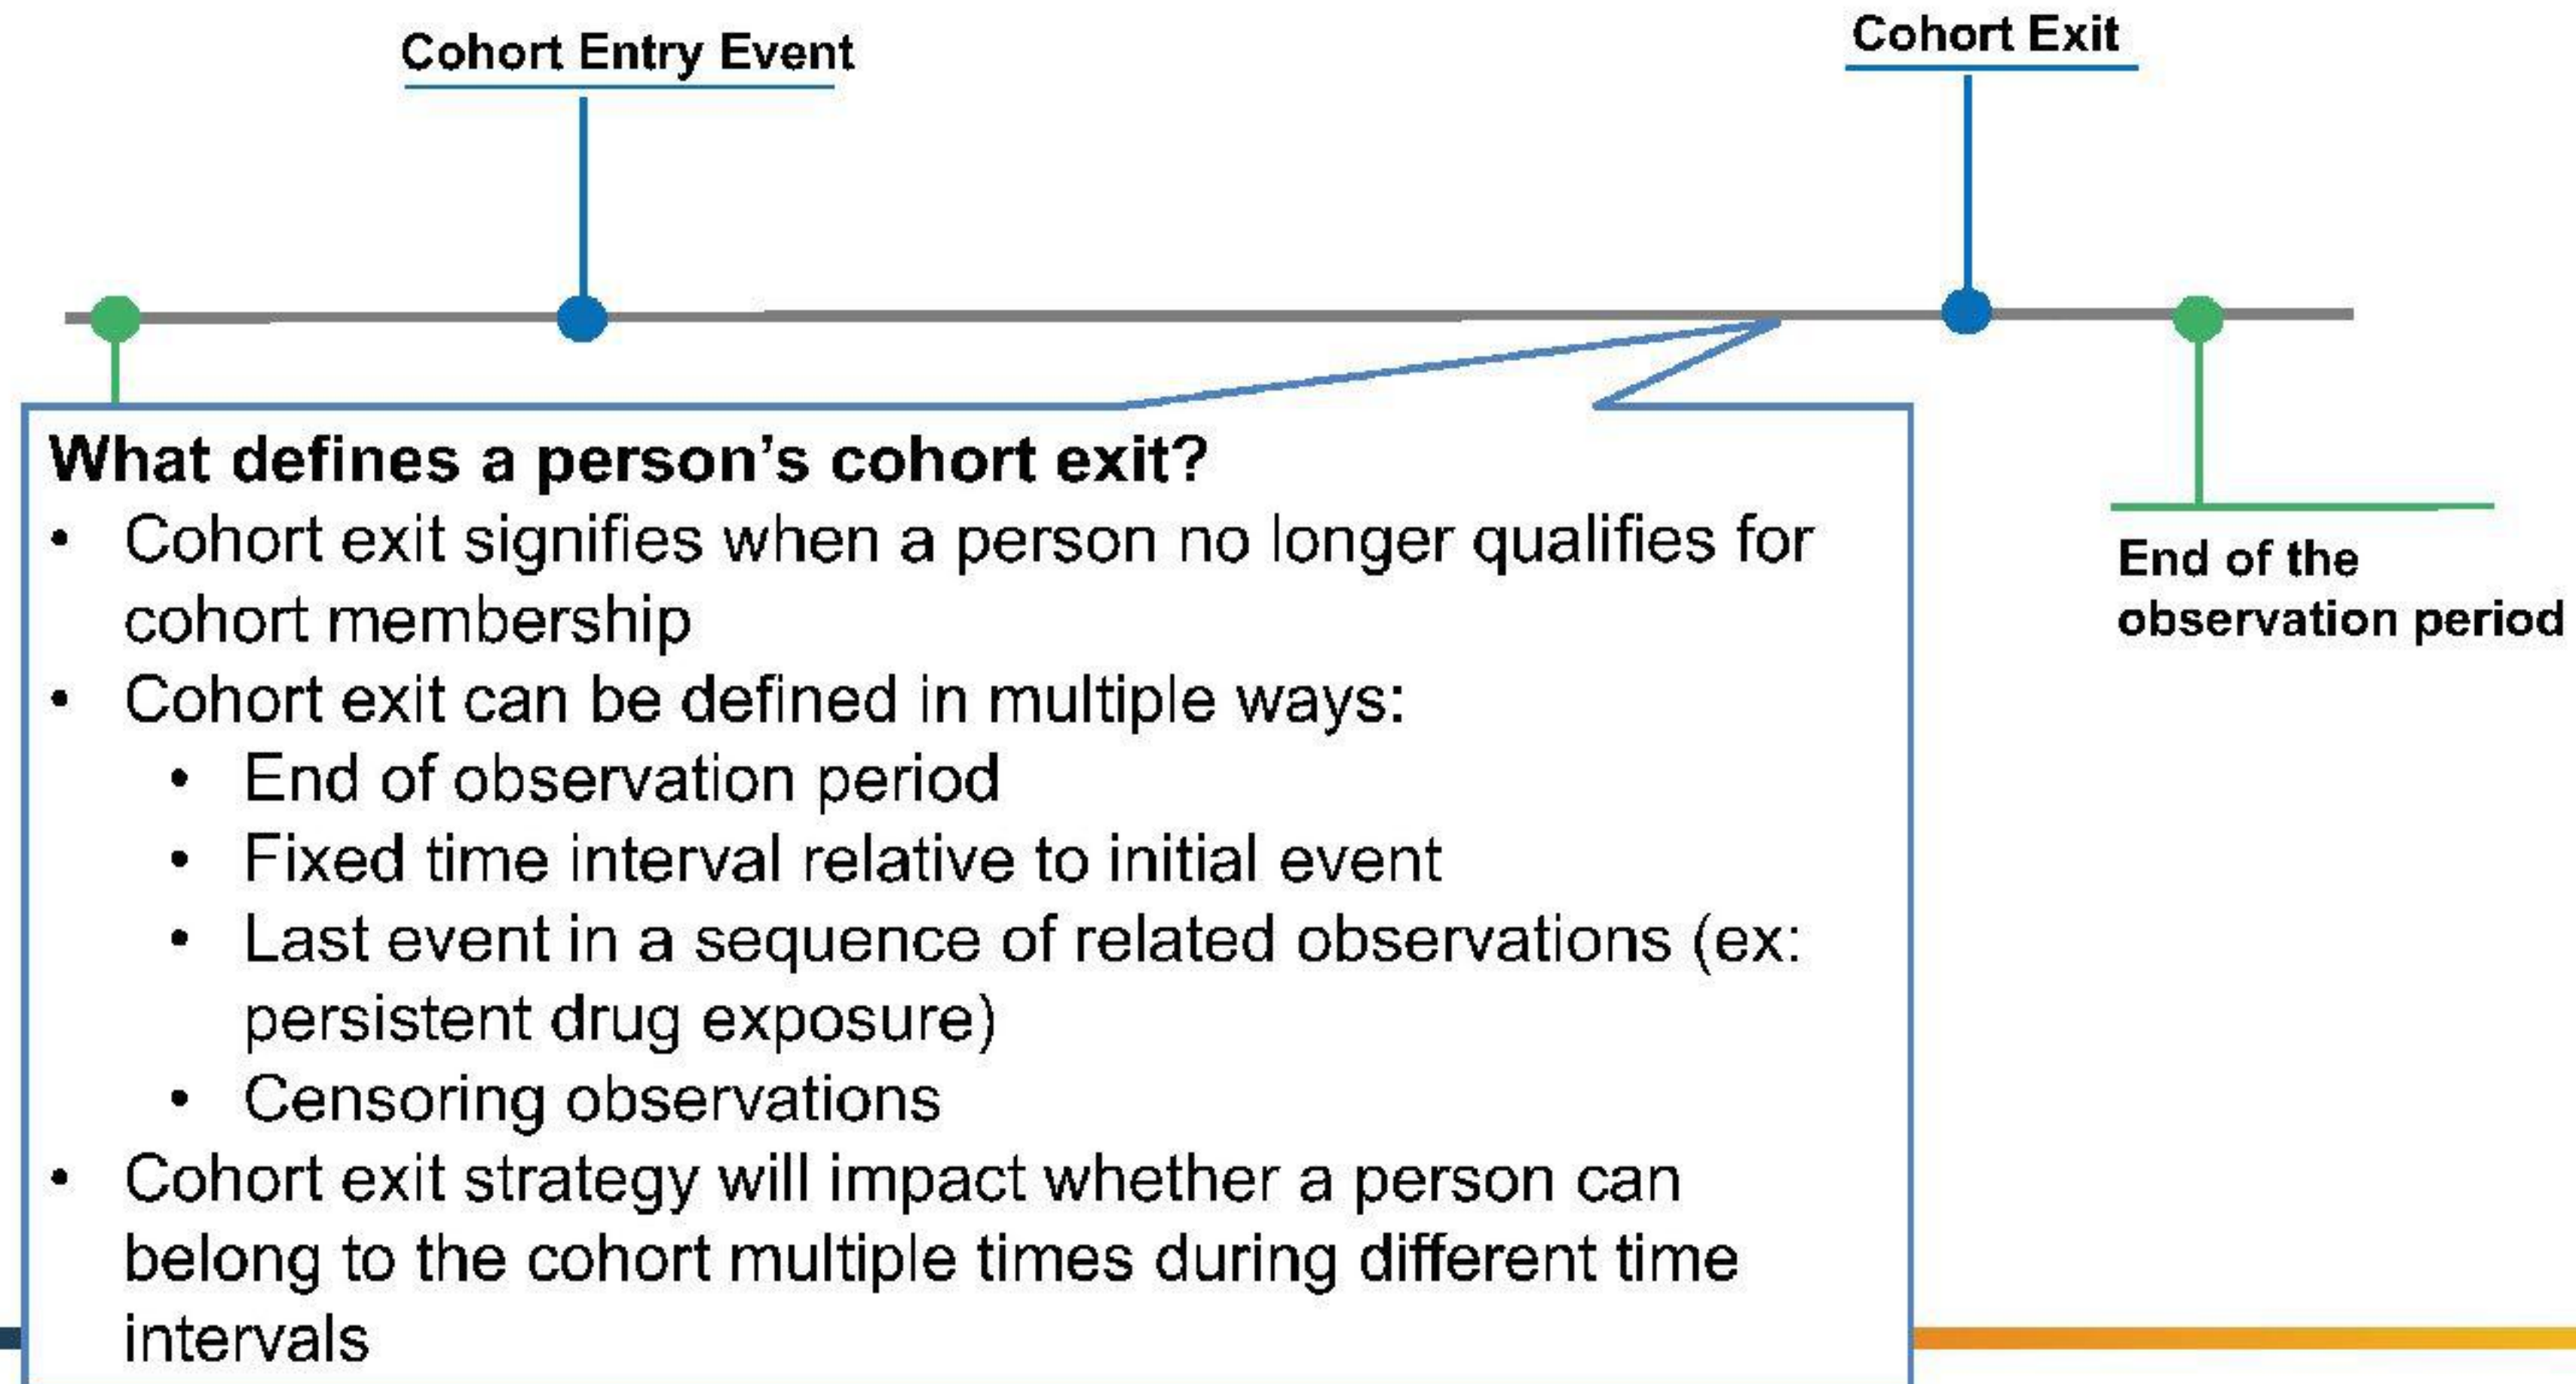 Cohort Entry Event
Cohort Exit
What defines a person's cohort exit?
• Cohort exit signifies when a person no longer qualifies for
cohort membership
• Cohort exit can be defined in multiple ways:
• End of observation period
• Fixed time interval relative to initial event
• Last event in a sequence of related observations (ex:
persistent drug exposure)
• Censoring observations
• Cohort exit strategy will impact whether a person can
belong to the cohort multiple times during different time
intervals
End of the
observation period